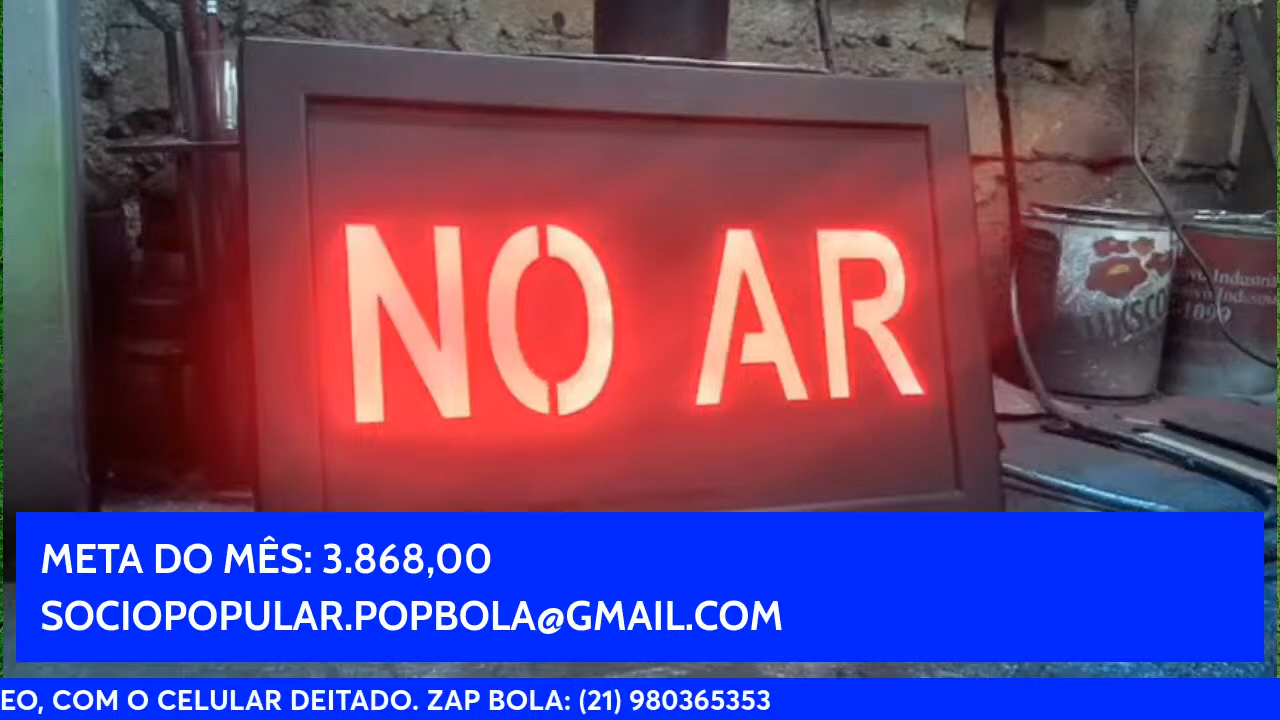 NO AR
-1099
META DO MÊS: 3.868,00
SOCIOPOPULAR.POPBOLA@GMAIL.COM
EO, COM O CELULAR DEITADO. ZAP BOLA: (21) 980365353